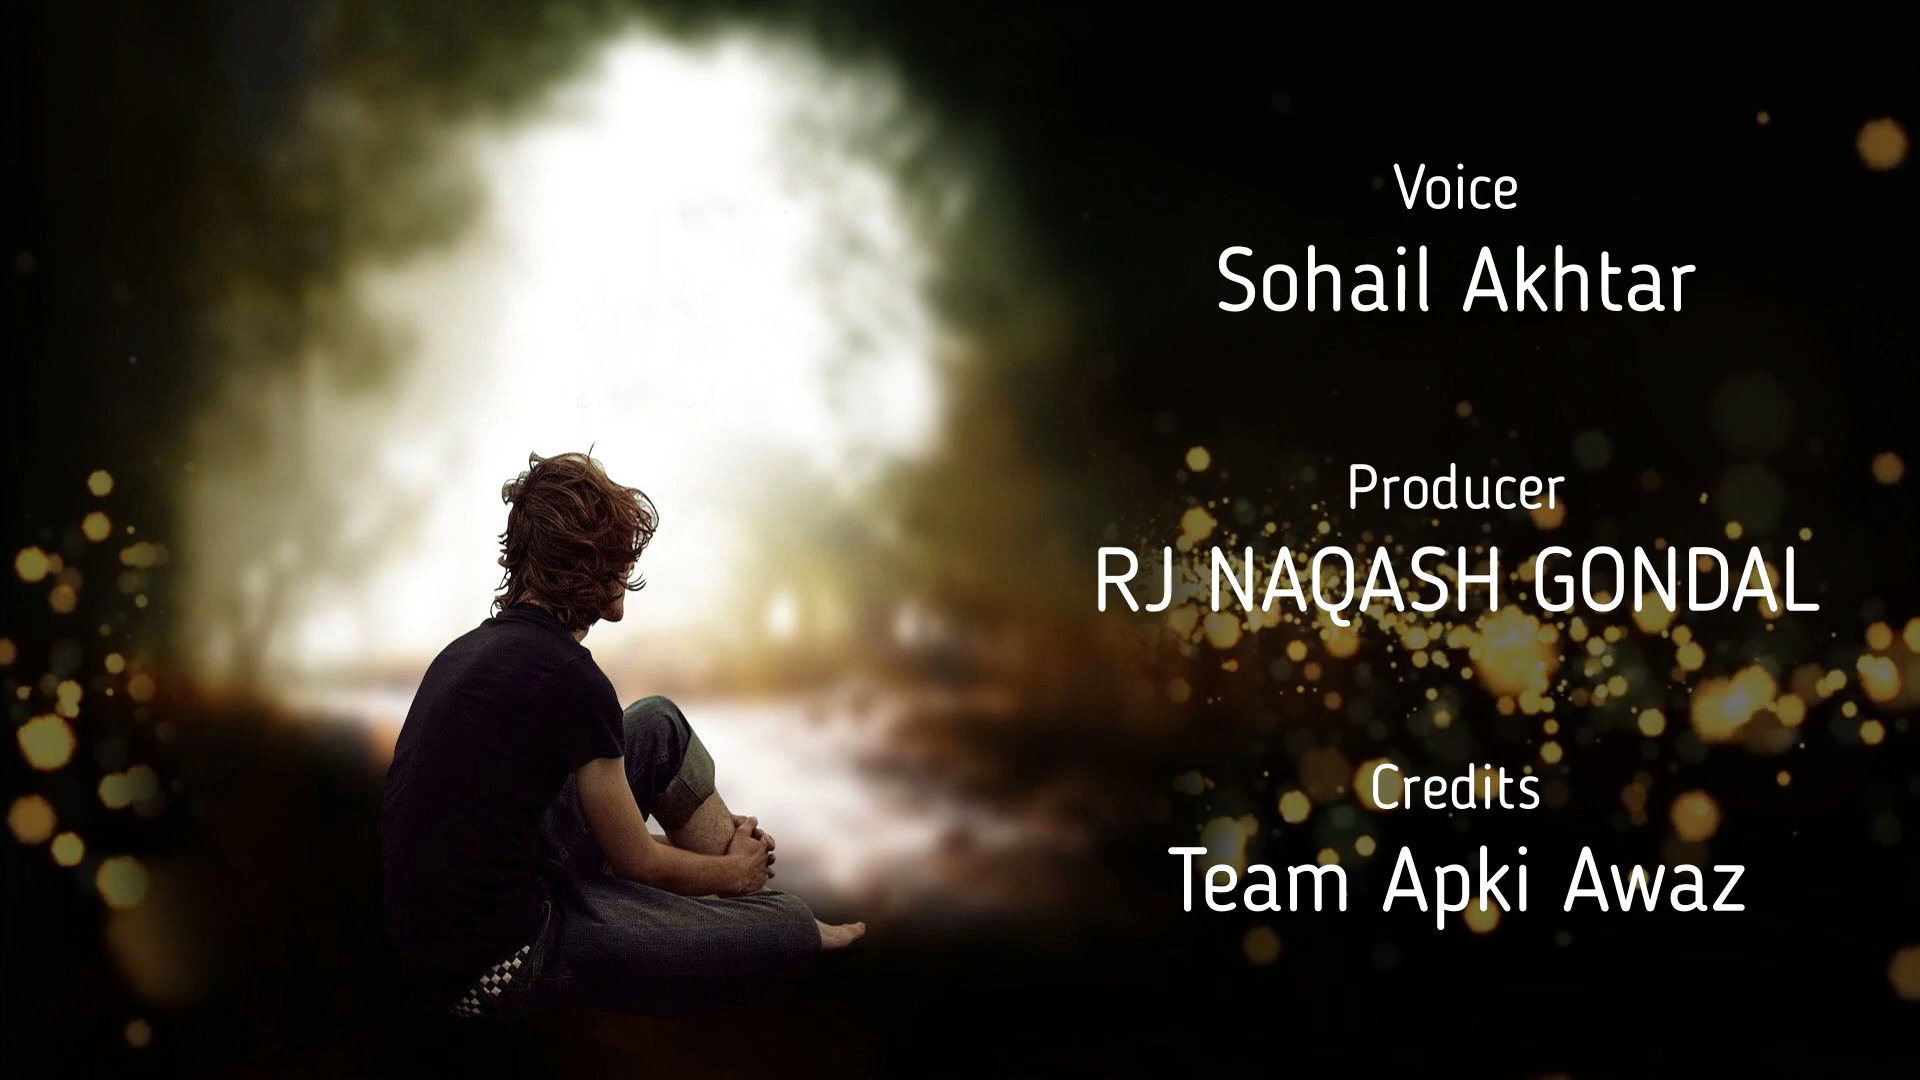 Voice
Sohail Akhtar
Producer
RJ NAQASH GONDAL
Credits
Team Apki Awaz